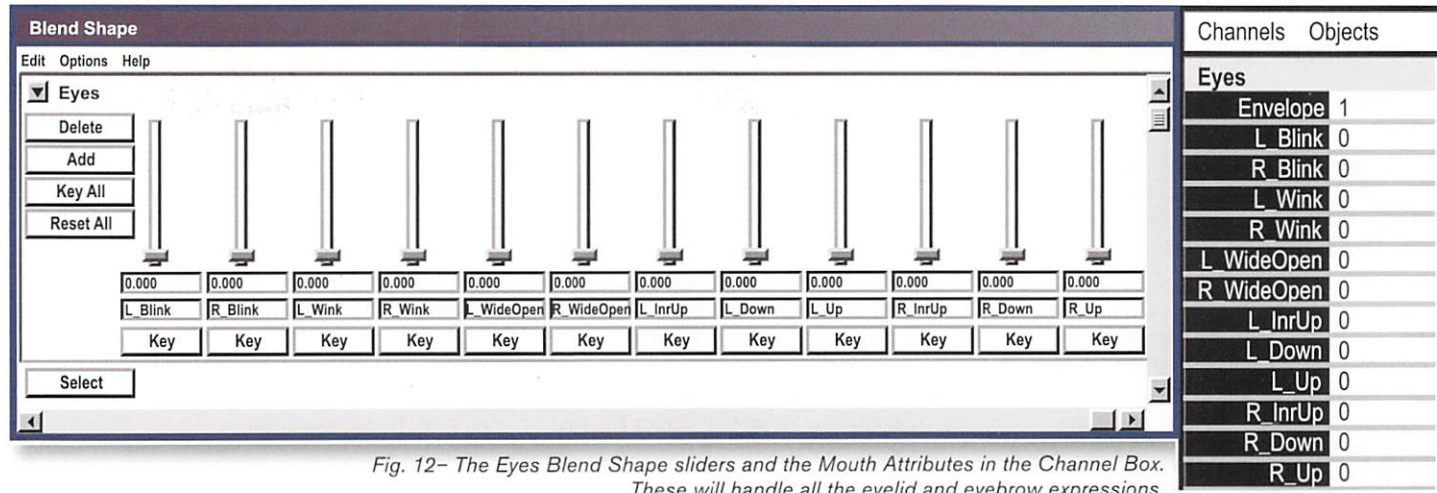 Blend Shape
Edit Options Help
Eyes
Delete
Add
Key All
Reset All
0.000 0.000 0.000 0.000 0.000 0.000 0.000 0.000 0.000 0.000 0.000 0.000
L_Blink R_Blink L_Wink R_Wink L_WideOpen R_WideOpen L_InrUp L_Down L_Up R_InrUp R_Down R_Up
Key Key Key Key Key Key Key Key Key Key Key Key
Select
Channels Objects
Eyes
Envelope 1
L_Blink 0
R_Blink 0
L_Wink 0
R_Wink 0
L_WideOpen 0
R_WideOpen 0
L_InrUp 0
L_Down 0
L_Up 0
R_InrUp 0
R_Down 0
R_Up 0
Fig. 12– The Eyes Blend Shape sliders and the Mouth Attributes in the Channel Box.
These will handle all the eyelid and eyebrow expressions.